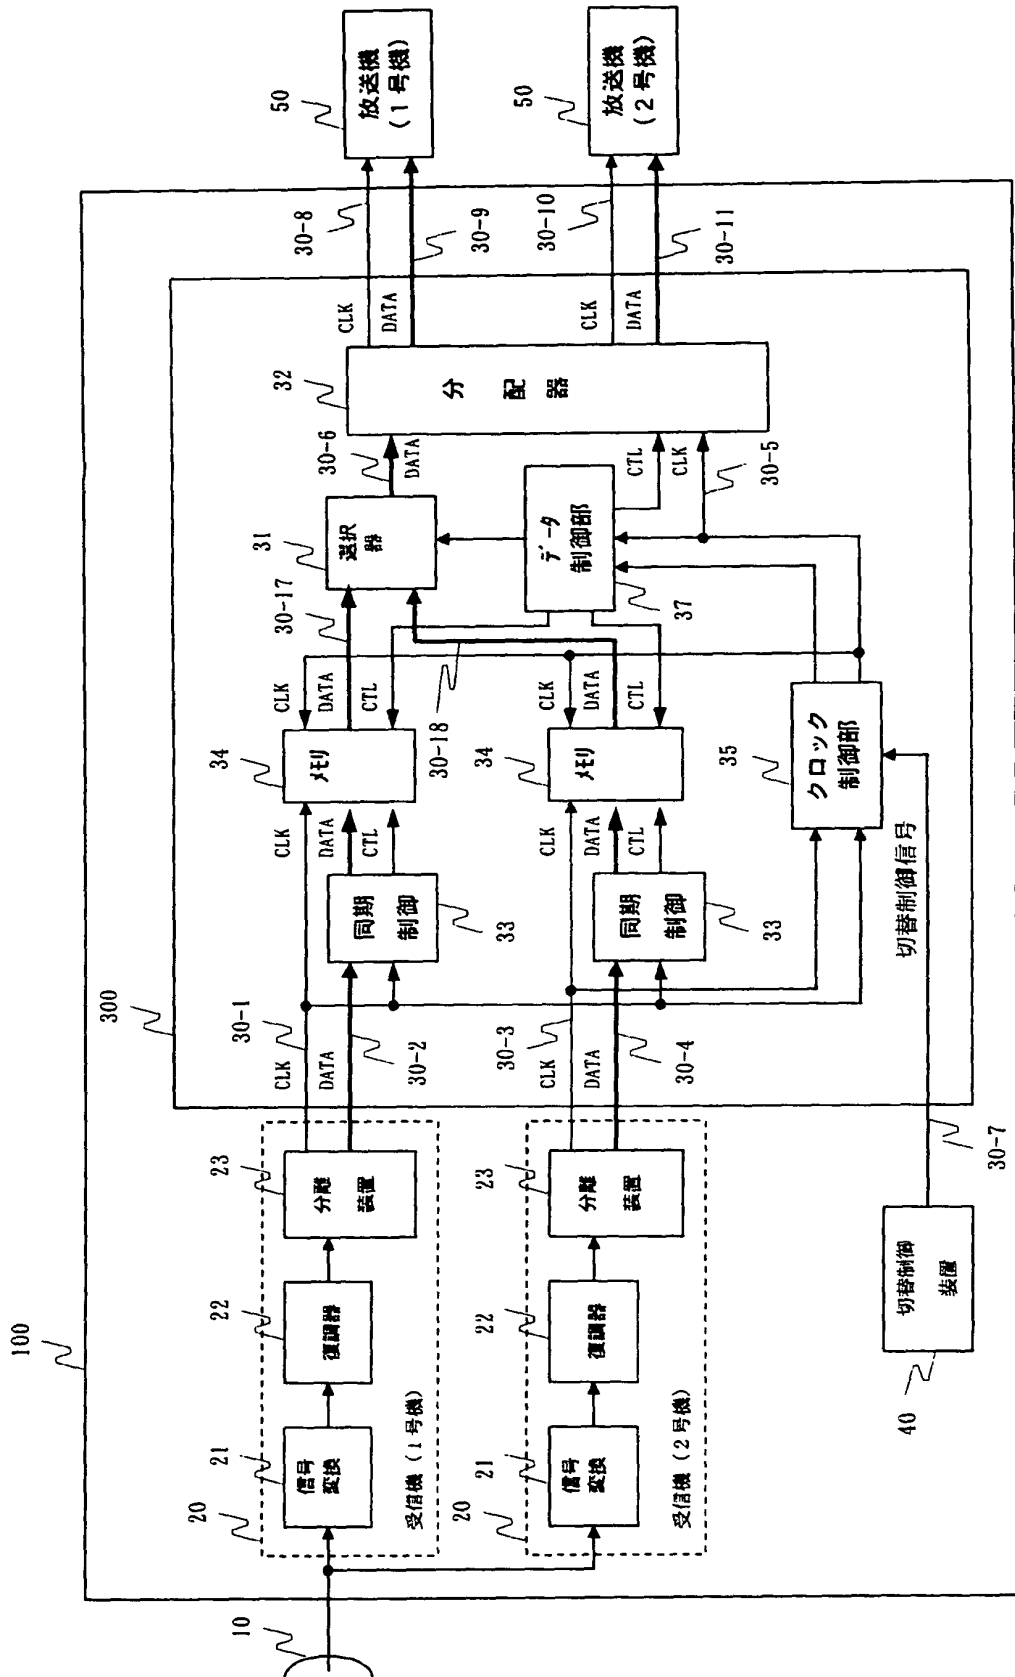 100
10
20
21
信号
変換
22
復調器
23
分離
装置
受信機 (1号機)
20
21
信号
変換
22
復調器
23
分離
装置
受信機 (2号機)
40
切替制御
装置
30-7
切替制御信号
300
30-1
CLK
DATA
30-2
30-3
CLK
DATA
30-4
同期
制御
33
CLK
DATA
CTL
34
メモリ
CLK
DATA
CTL
同期
制御
33
CLK
DATA
CTL
34
メモリ
CLK
DATA
CTL
30-17
30-18
35
クロック
制御部
31
選択
器
データ
制御部
37
30-6
DATA
CTL
CLK
30-5
32
分配器
CLK
DATA
30-8
30-9
CLK
DATA
30-10
30-11
50
放送機
(1号機)
50
放送機
(2号機)